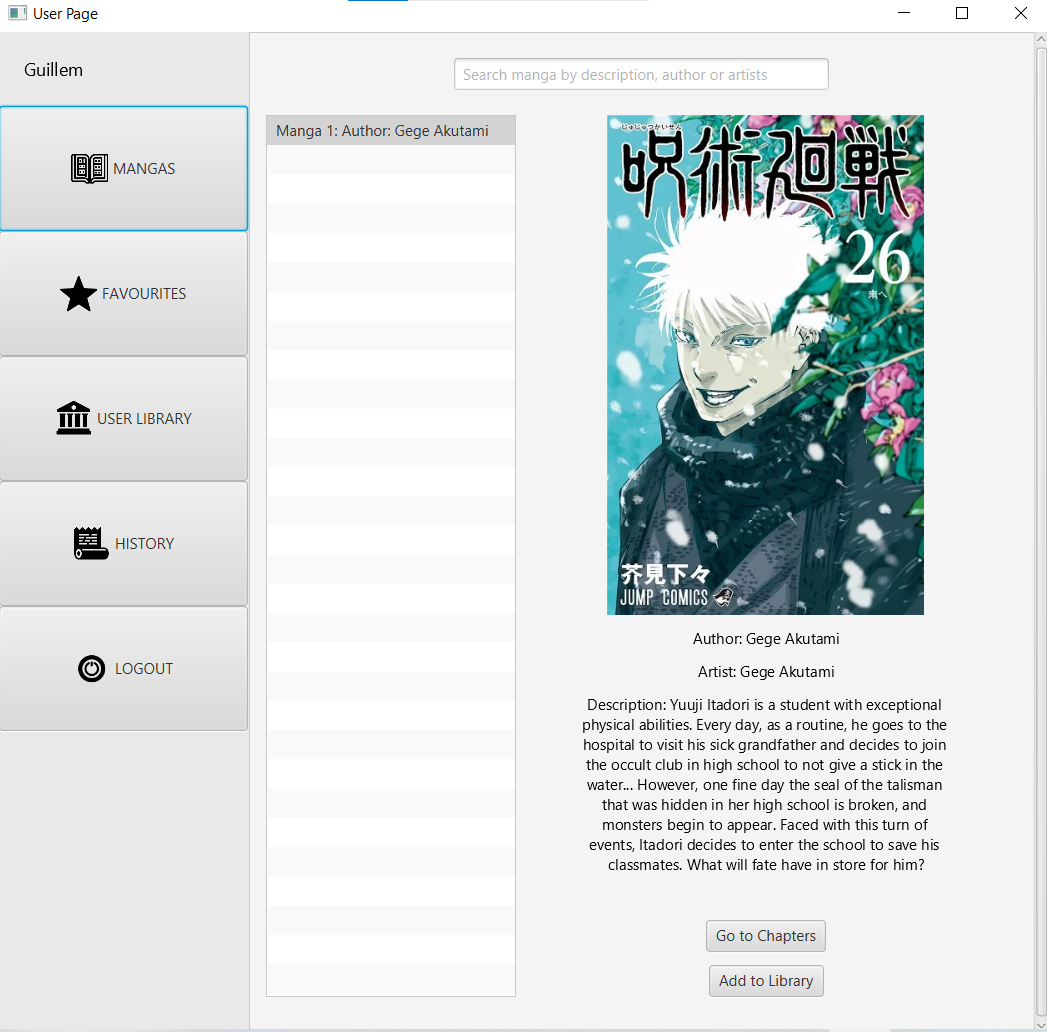 User Page
Guillem
MANGAS
FAVOURITES
USER LIBRARY
HISTORY
LOGOUT
Search manga by description, author or artists
Manga 1: Author: Gege Akutami
じゅじゅつかいせん
呪術廻戦
26
南へ
芥見下々
JUMP COMICS
Author: Gege Akutami
Artist: Gege Akutami
Description: Yuuji Itadori is a student with exceptional
physical abilities. Every day, as a routine, he goes to the
hospital to visit his sick grandfather and decides to join
the occult club in high school to not give a stick in the
water... However, one fine day the seal of the talisman
that was hidden in her high school is broken, and
monsters begin to appear. Faced with this turn of
events, Itadori decides to enter the school to save his
classmates. What will fate have in store for him?
Go to Chapters
Add to Library